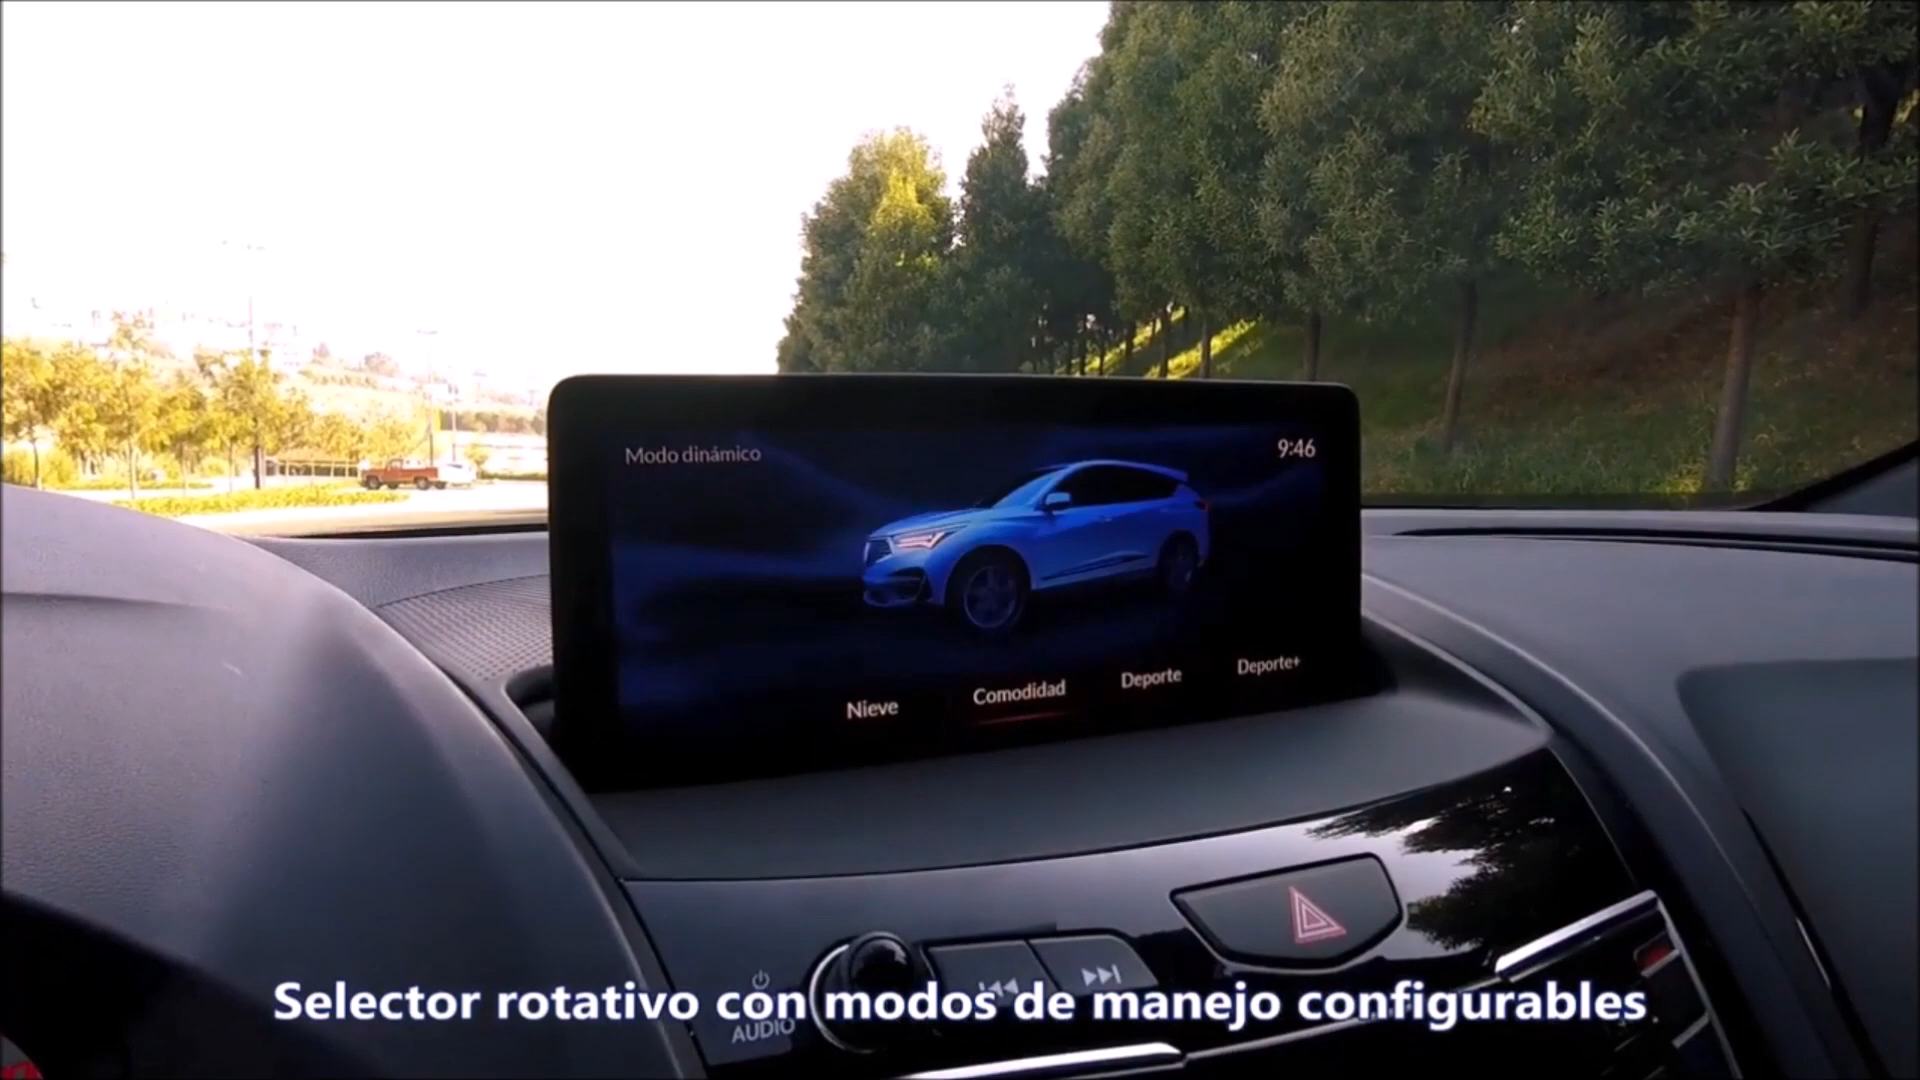 Modo dinámico
9:46
Nieve
Comodidad
Deporte
Deporte+
AUDIO
Selector rotativo con modos de manejo configurables